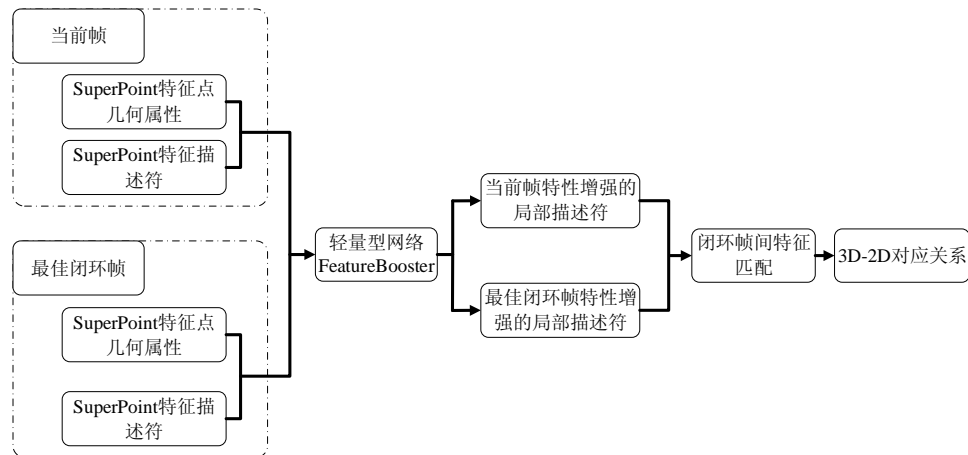 当前帧
SuperPoint特征点
几何属性
SuperPoint特征描
述符
最佳闭环帧
SuperPoint特征点
几何属性
SuperPoint特征描
述符
轻量型网络
FeatureBooster
当前帧特性增强的
局部描述符
最佳闭环帧特性增
强的局部描述符
闭环帧间特征
匹配
3D-2D对应关系